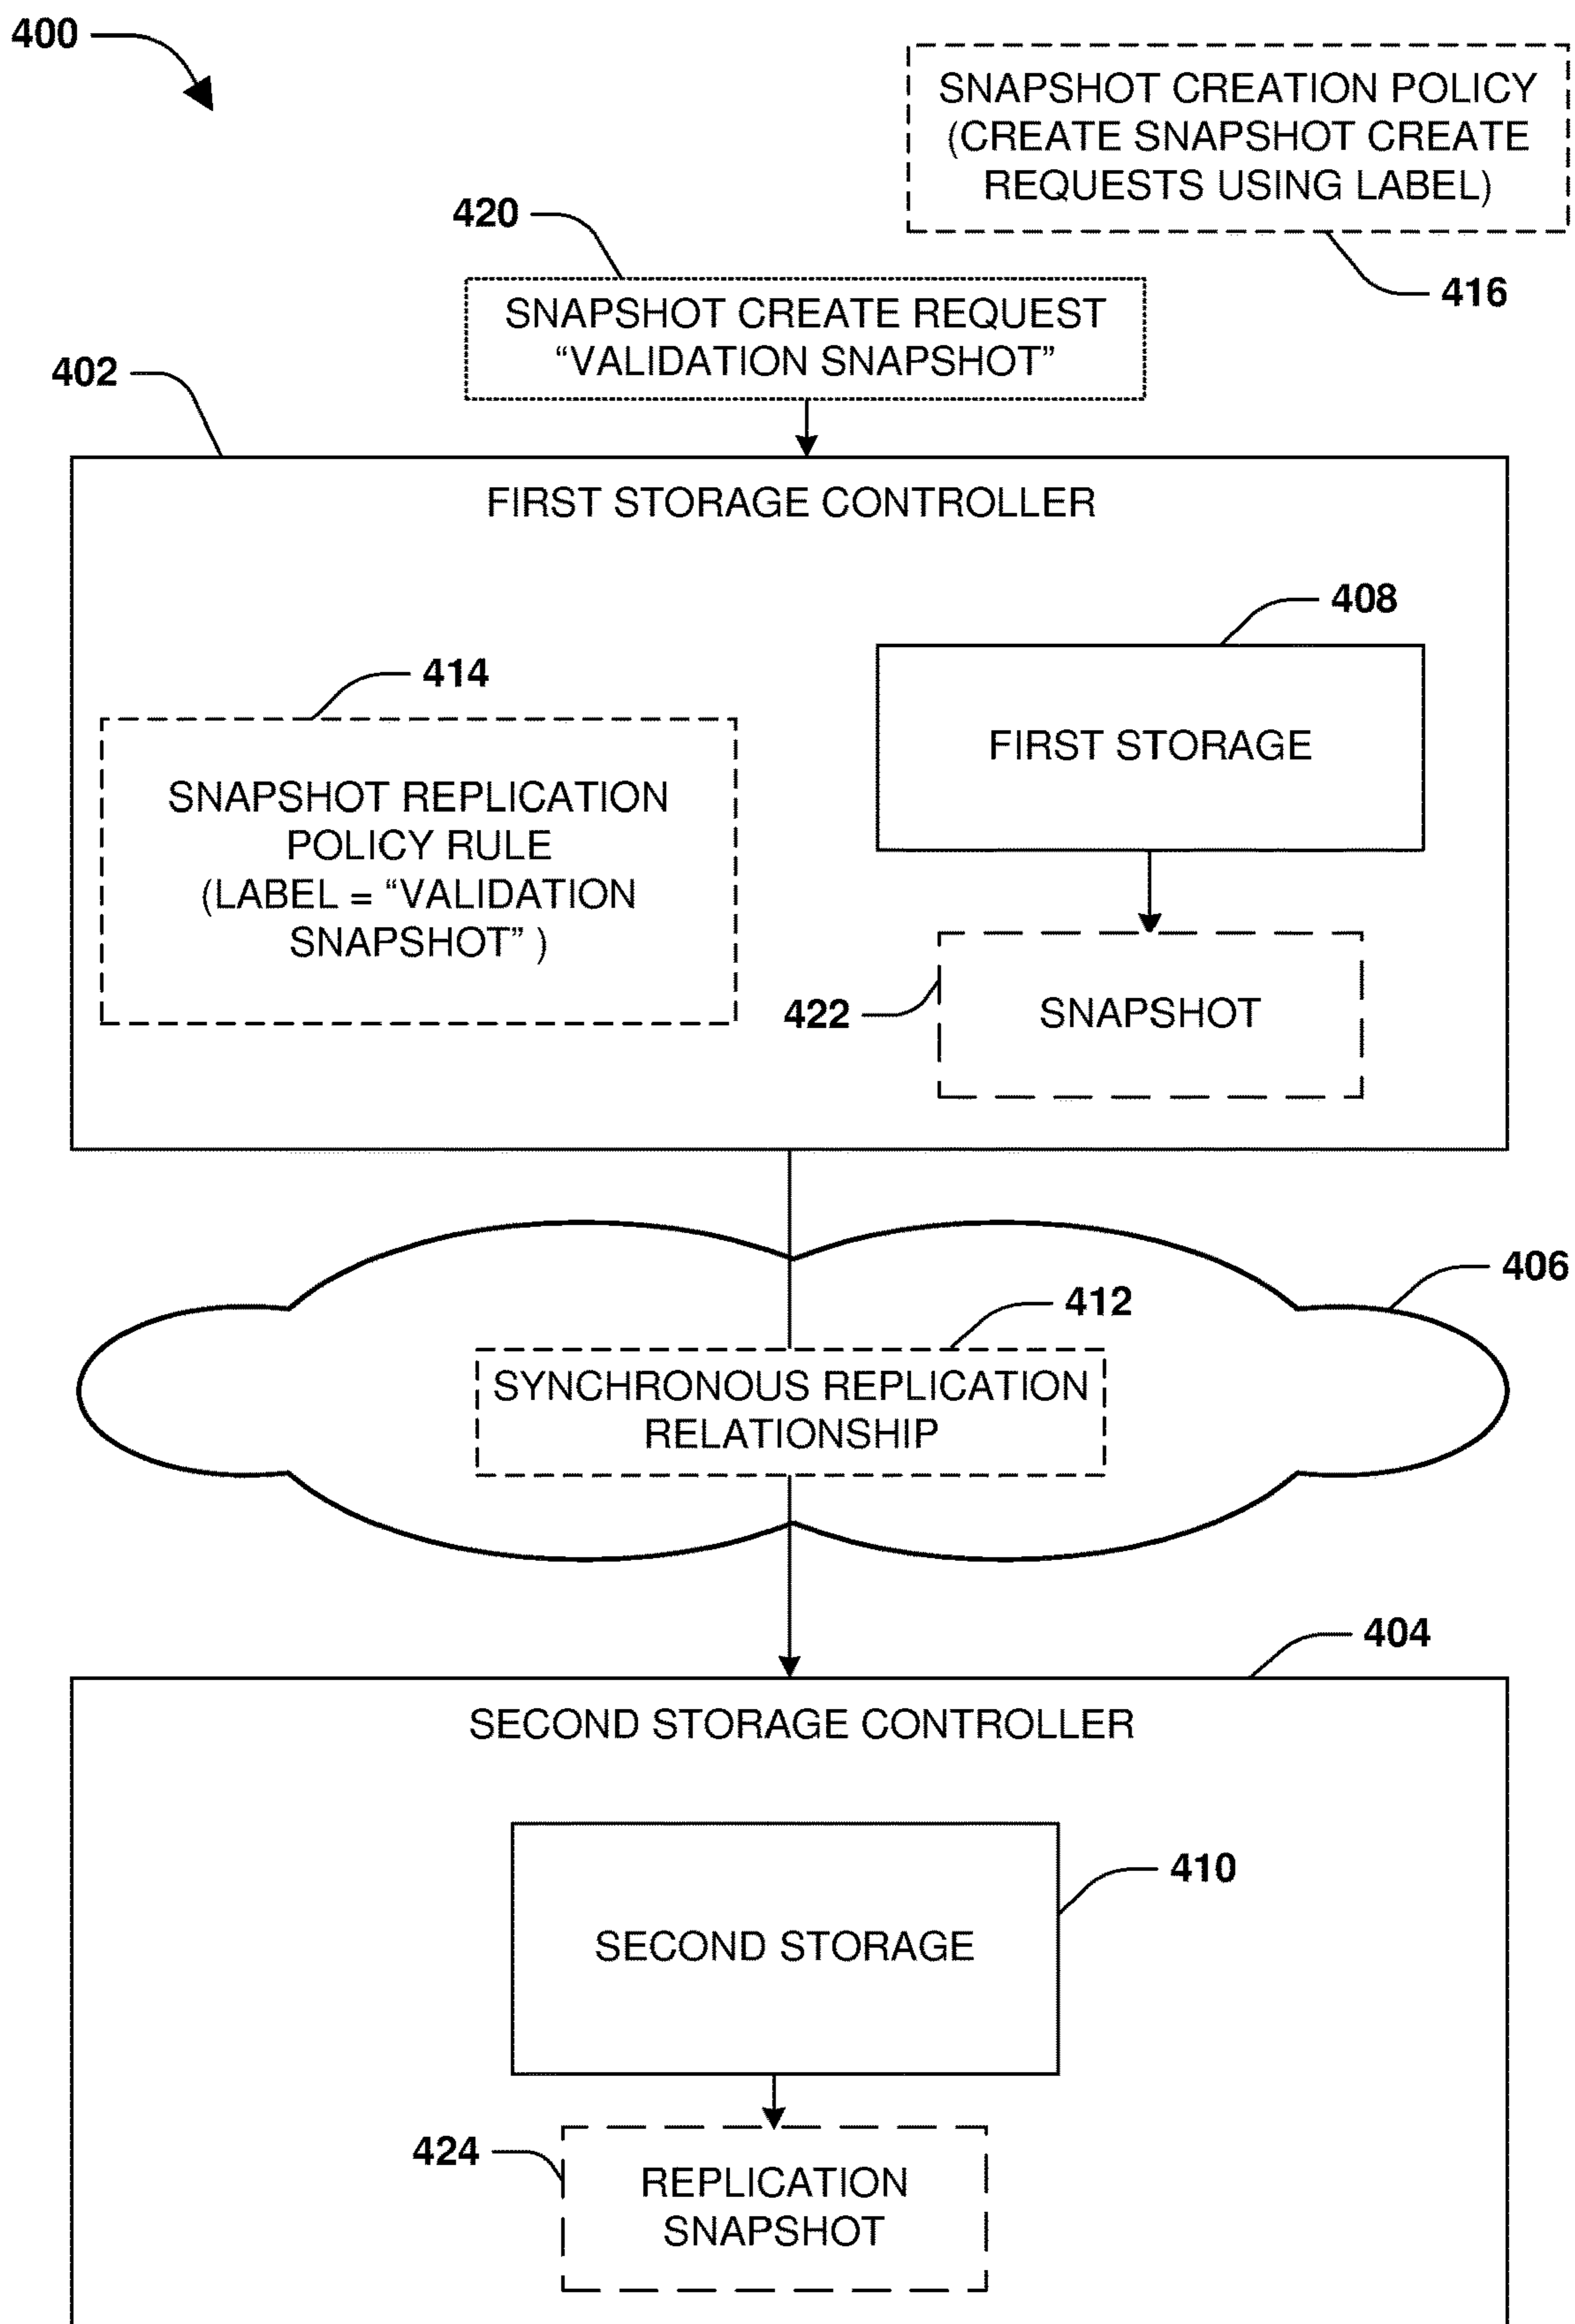 400
SNAPSHOT CREATION POLICY
(CREATE SNAPSHOT CREATE
REQUESTS USING LABEL)
416
420
SNAPSHOT CREATE REQUEST
“VALIDATION SNAPSHOT”
402
FIRST STORAGE CONTROLLER
408
FIRST STORAGE
414
SNAPSHOT REPLICATION
POLICY RULE
(LABEL = “VALIDATION
SNAPSHOT” )
422
SNAPSHOT
406
412
SYNCHRONOUS REPLICATION
RELATIONSHIP
404
SECOND STORAGE CONTROLLER
410
SECOND STORAGE
424
REPLICATION
SNAPSHOT